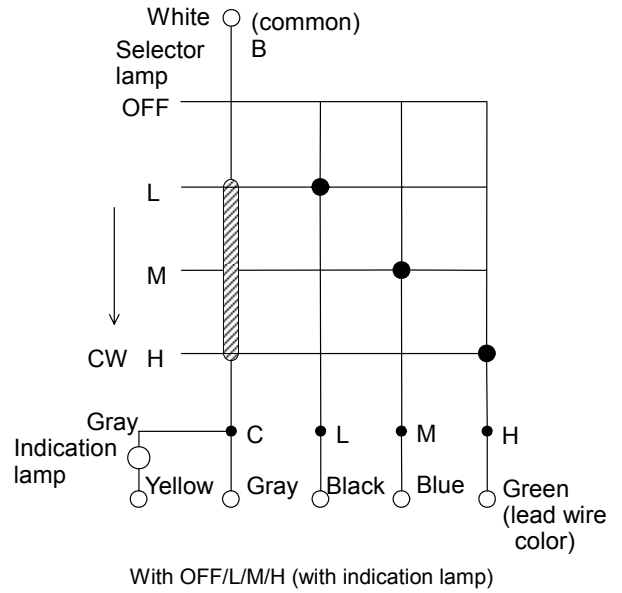 White (common)
B
Selector
lamp
OFF
L
M
CW H
Gray C L M H
Indication
lamp
Yellow Gray Black Blue Green
(lead wire
color)
With OFF/L/M/H (with indication lamp)